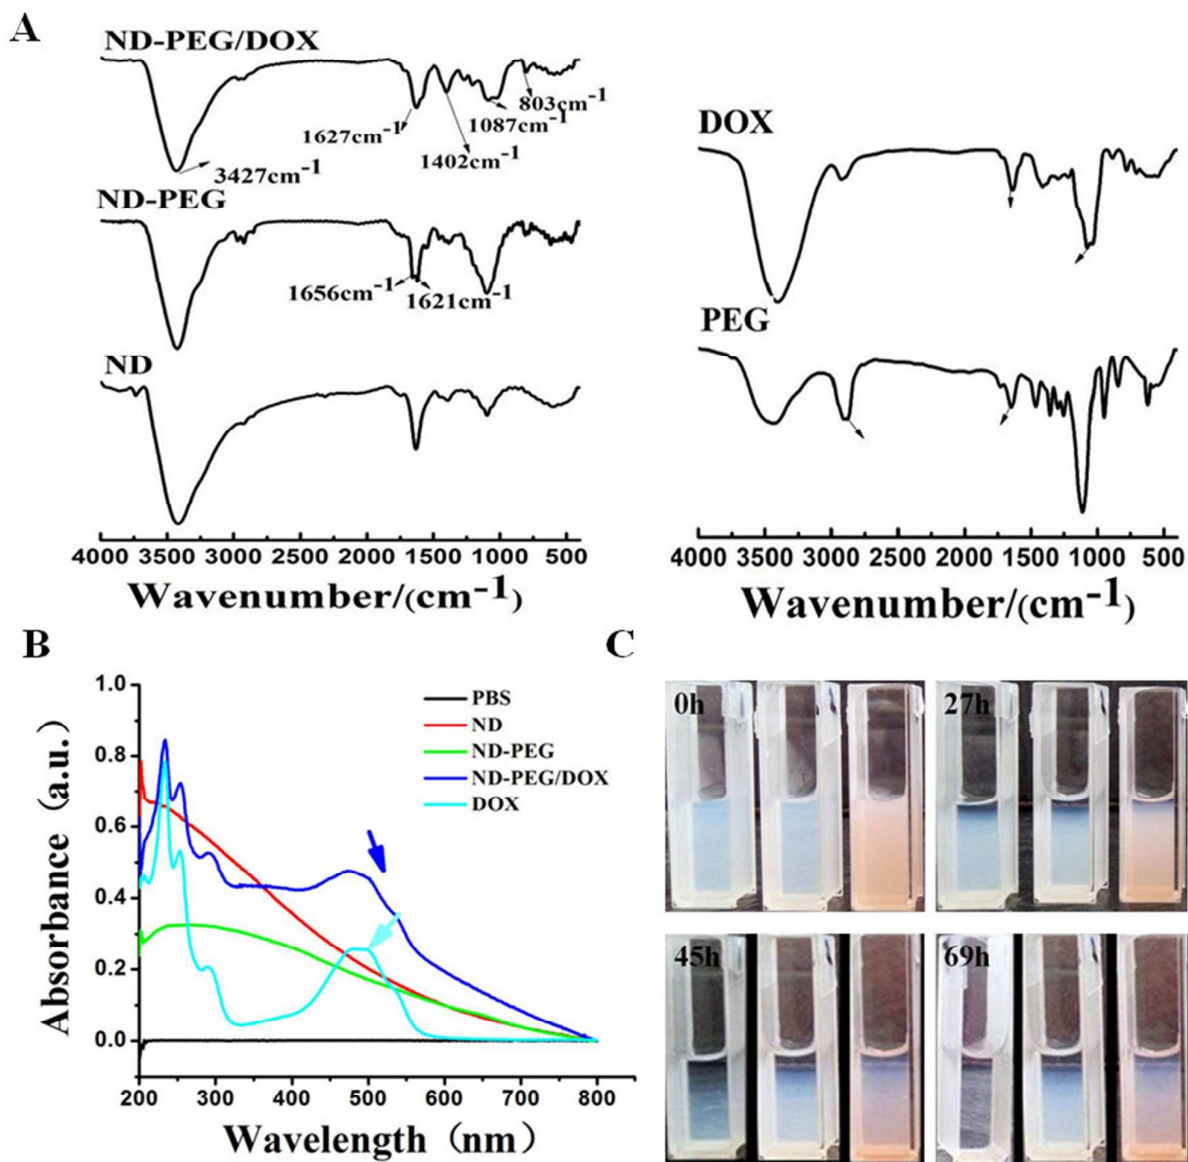 A
ND-PEG/DOX
803cm-1
1087cm-1
1627cm-1
1402cm-1
3427cm-1
ND-PEG
1656cm-1
1621cm-1
ND
4000 3500 3000 2500 2000 1500 1000 500
Wavenumber/(cm-1)
DOX
PEG
4000 3500 3000 2500 2000 1500 1000 500
Wavenumber/(cm-1)
B
1.0
0.8
0.6
0.4
0.2
0.0
Absorbance (a.u.)
PBS
ND
ND-PEG
ND-PEG/DOX
DOX
200 300 400 500 600 700 800
Wavelength (nm)
C
0h
27h
45h
69h